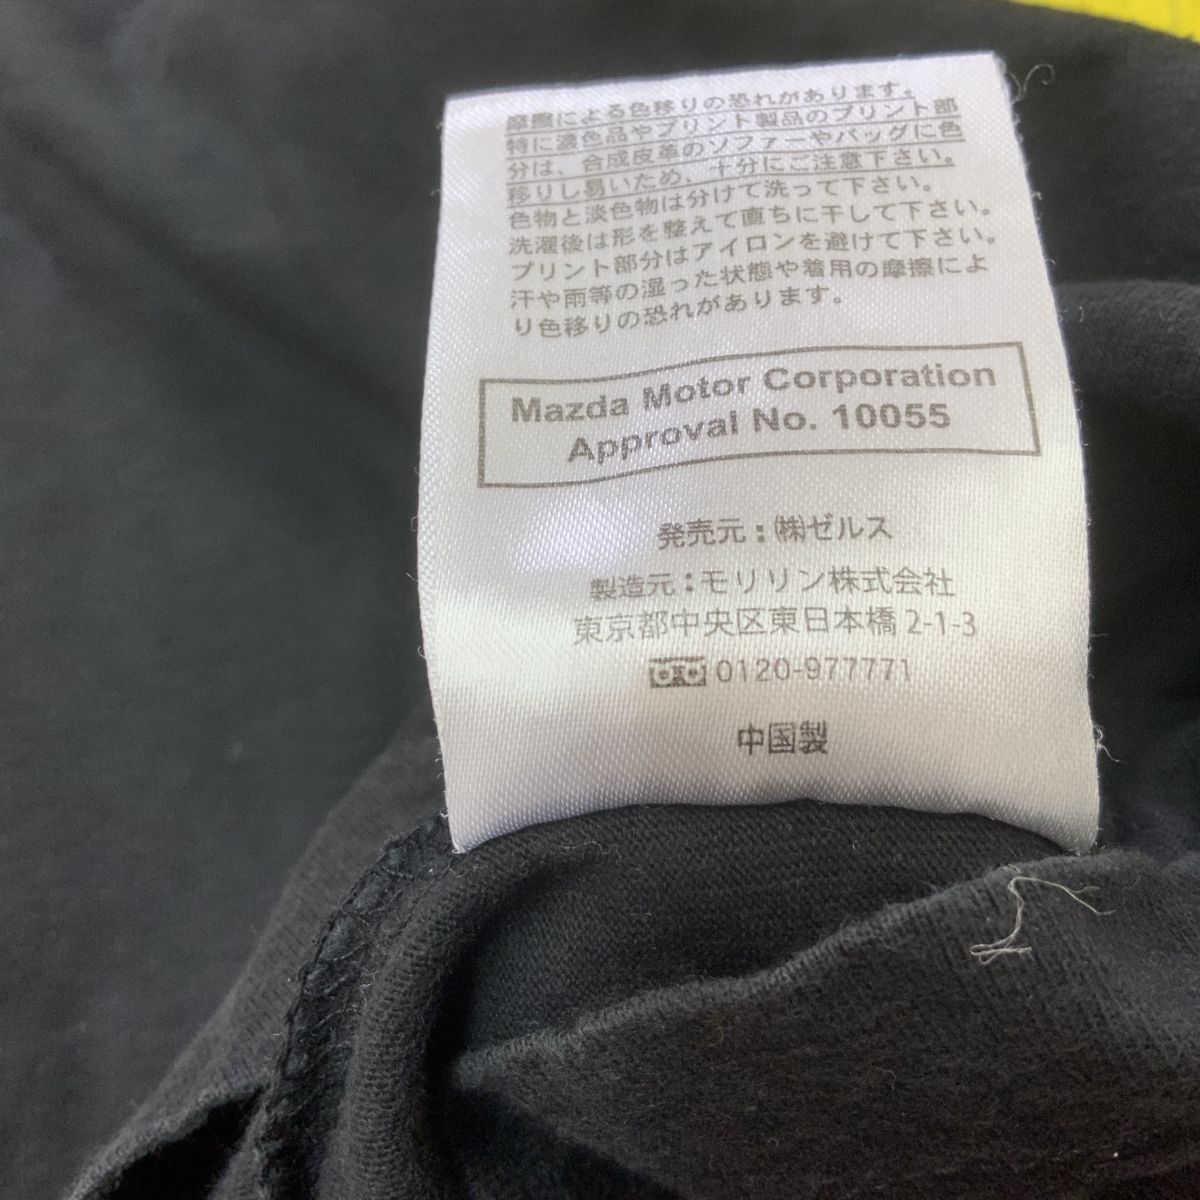 摩擦による色移りの恐れがあります。
特に濃色品やプリント製品のプリント部
分は、合成皮革のソファーやバッグに色
移りし易いため、十分にご注意下さい。
色物と淡色物は分けて洗って下さい。
洗濯後は形を整えて直ちに干して下さい。
プリント部分はアイロンを避けて下さい。
汗や雨等の湿った状態や着用の摩擦によ
り色移りの恐れがあります。
Mazda Motor Corporation
Approval No. 10055
発売元：㈱ゼルス
製造元：モリリン株式会社
東京都中央区東日本橋 2-1-3
0120-977771
中国製